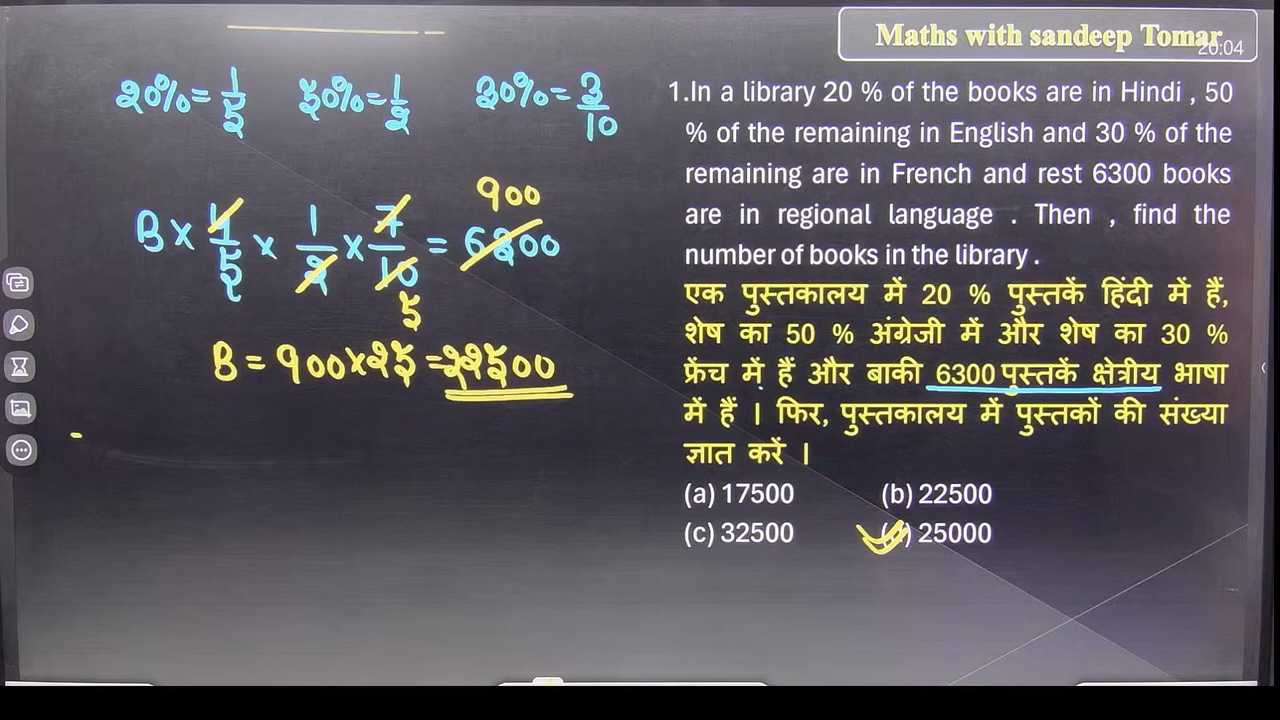 Maths with sandeep Tomar
20:04
20%=1/5 50%=1/2 30%=3/10
B× 4/5 × 1/2 × 7/10 = 6300
900
5
B = 900×25 =22500
1.In a library 20 % of the books are in Hindi , 50
% of the remaining in English and 30 % of the
remaining are in French and rest 6300 books
are in regional language . Then , find the
number of books in the library .
एक पुस्तकालय में 20 % पुस्तकें हिंदी में हैं,
शेष का 50 % अंग्रेजी में और शेष का 30 %
फ्रेंच में हैं और बाकी 6300 पुस्तकें क्षेत्रीय भाषा
में हैं । फिर, पुस्तकालय में पुस्तकों की संख्या
ज्ञात करें ।
(a) 17500 (b) 22500
(c) 32500 (d) 25000